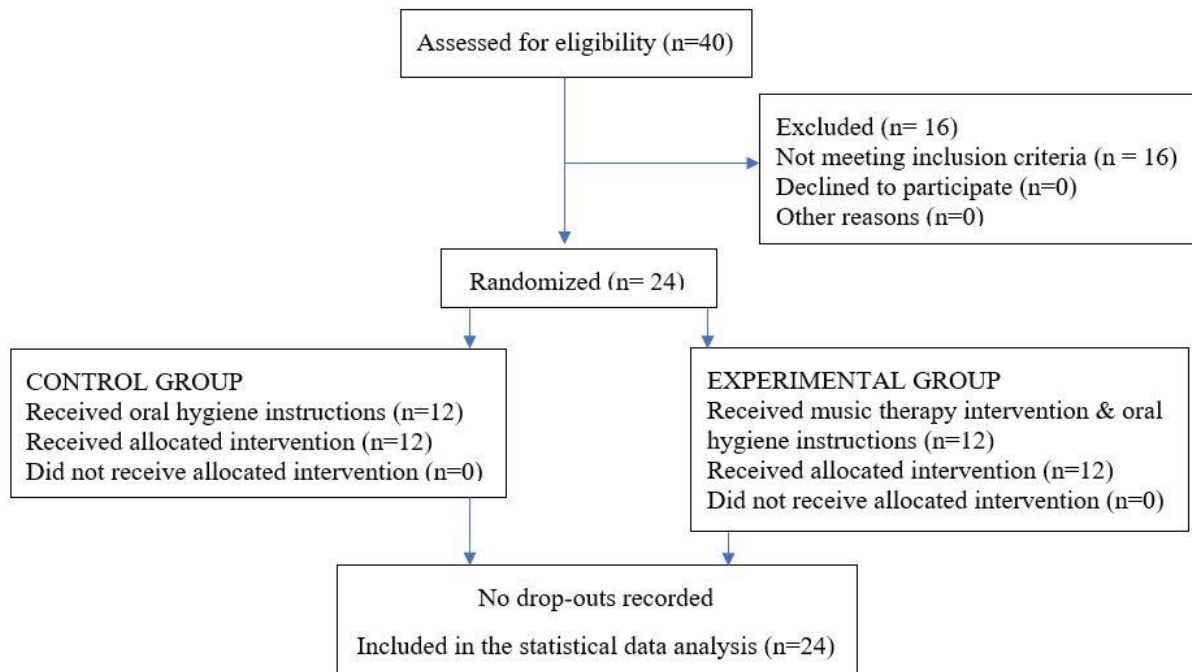 Assessed for eligibility (n=40)
Excluded (n= 16)
Not meeting inclusion criteria (n = 16)
Declined to participate (n=0)
Other reasons (n=0)
Randomized (n= 24)
CONTROL GROUP
Received oral hygiene instructions (n=12)
Received allocated intervention (n=12)
Did not receive allocated intervention (n=0)
EXPERIMENTAL GROUP
Received music therapy intervention & oral
hygiene instructions (n=12)
Received allocated intervention (n=12)
Did not receive allocated intervention (n=0)
No drop-outs recorded
Included in the statistical data analysis (n=24)